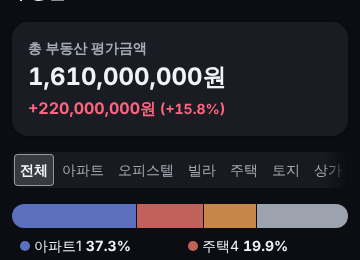 총 부동산 평가금액
1,610,000,000원
+220,000,000원 (+15.8%)
전체 아파트 오피스텔 빌라 주택 토지 상가
아파트1 37.3% 주택4 19.9%